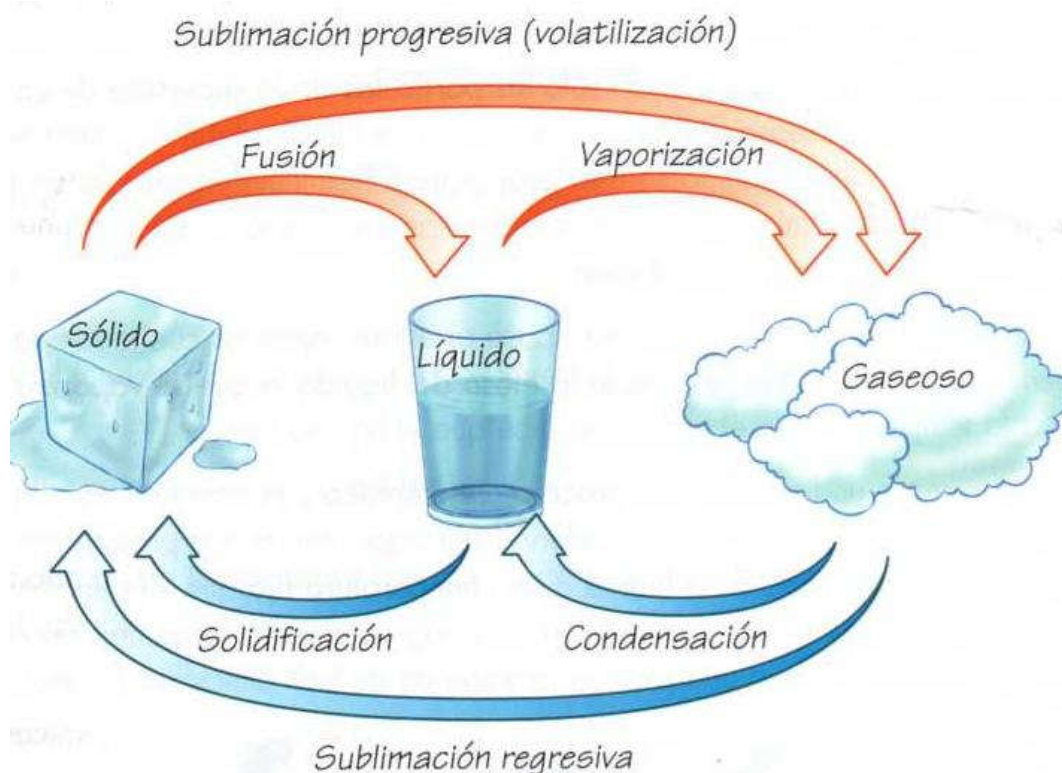 Sublimación progresiva (volatilización)
Fusión
Vaporización
Sólido
Líquido
Gaseoso
Solidificación
Condensación
Sublimación regresiva